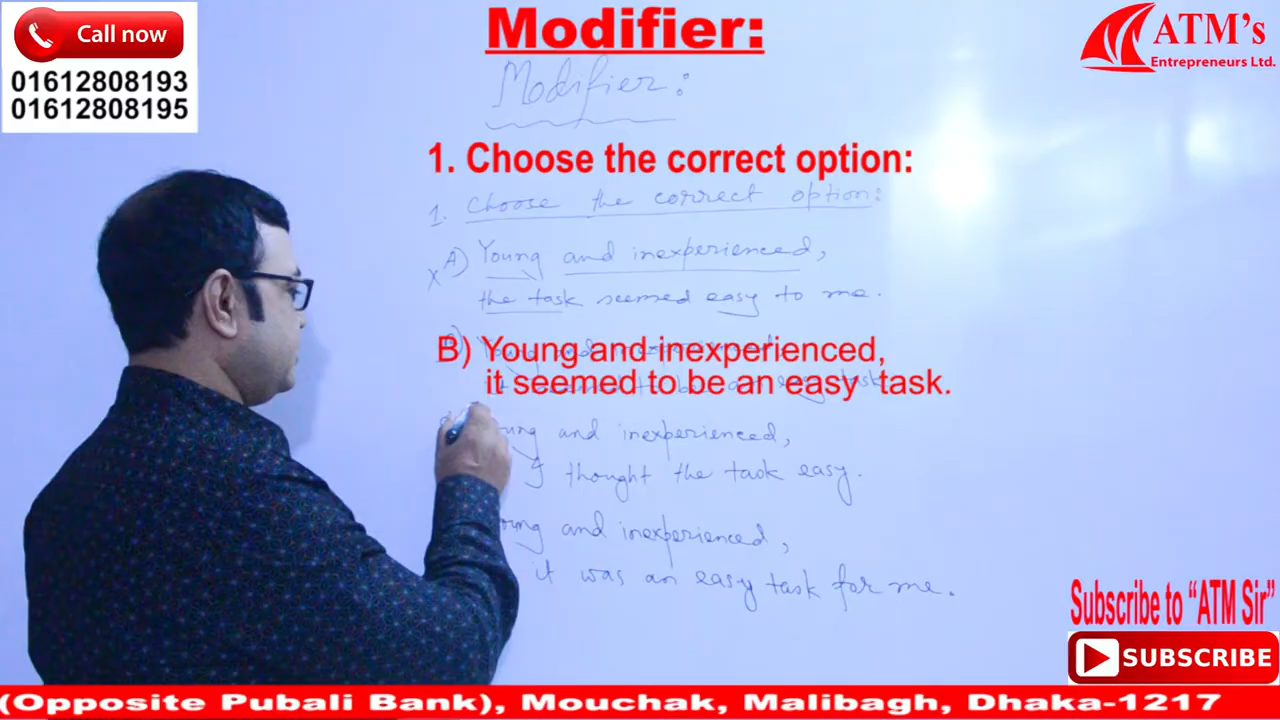 Call now
01612808193
01612808195
Modifier:
ATM's
Entrepreneurs Ltd.
Modifier:
1. Choose the correct option:
1. Choose the correct option:
x A) Young and inexperienced,
the task seemed easy to me.
B) Young and inexperienced,
it seemed to be an easy task.
Young and inexperienced,
I thought the task easy.
Young and inexperienced,
it was an easy task for me.
Subscribe to “ATM Sir”
SUBSCRIBE
(Opposite Pubali Bank), Mouchak, Malibagh, Dhaka-1217